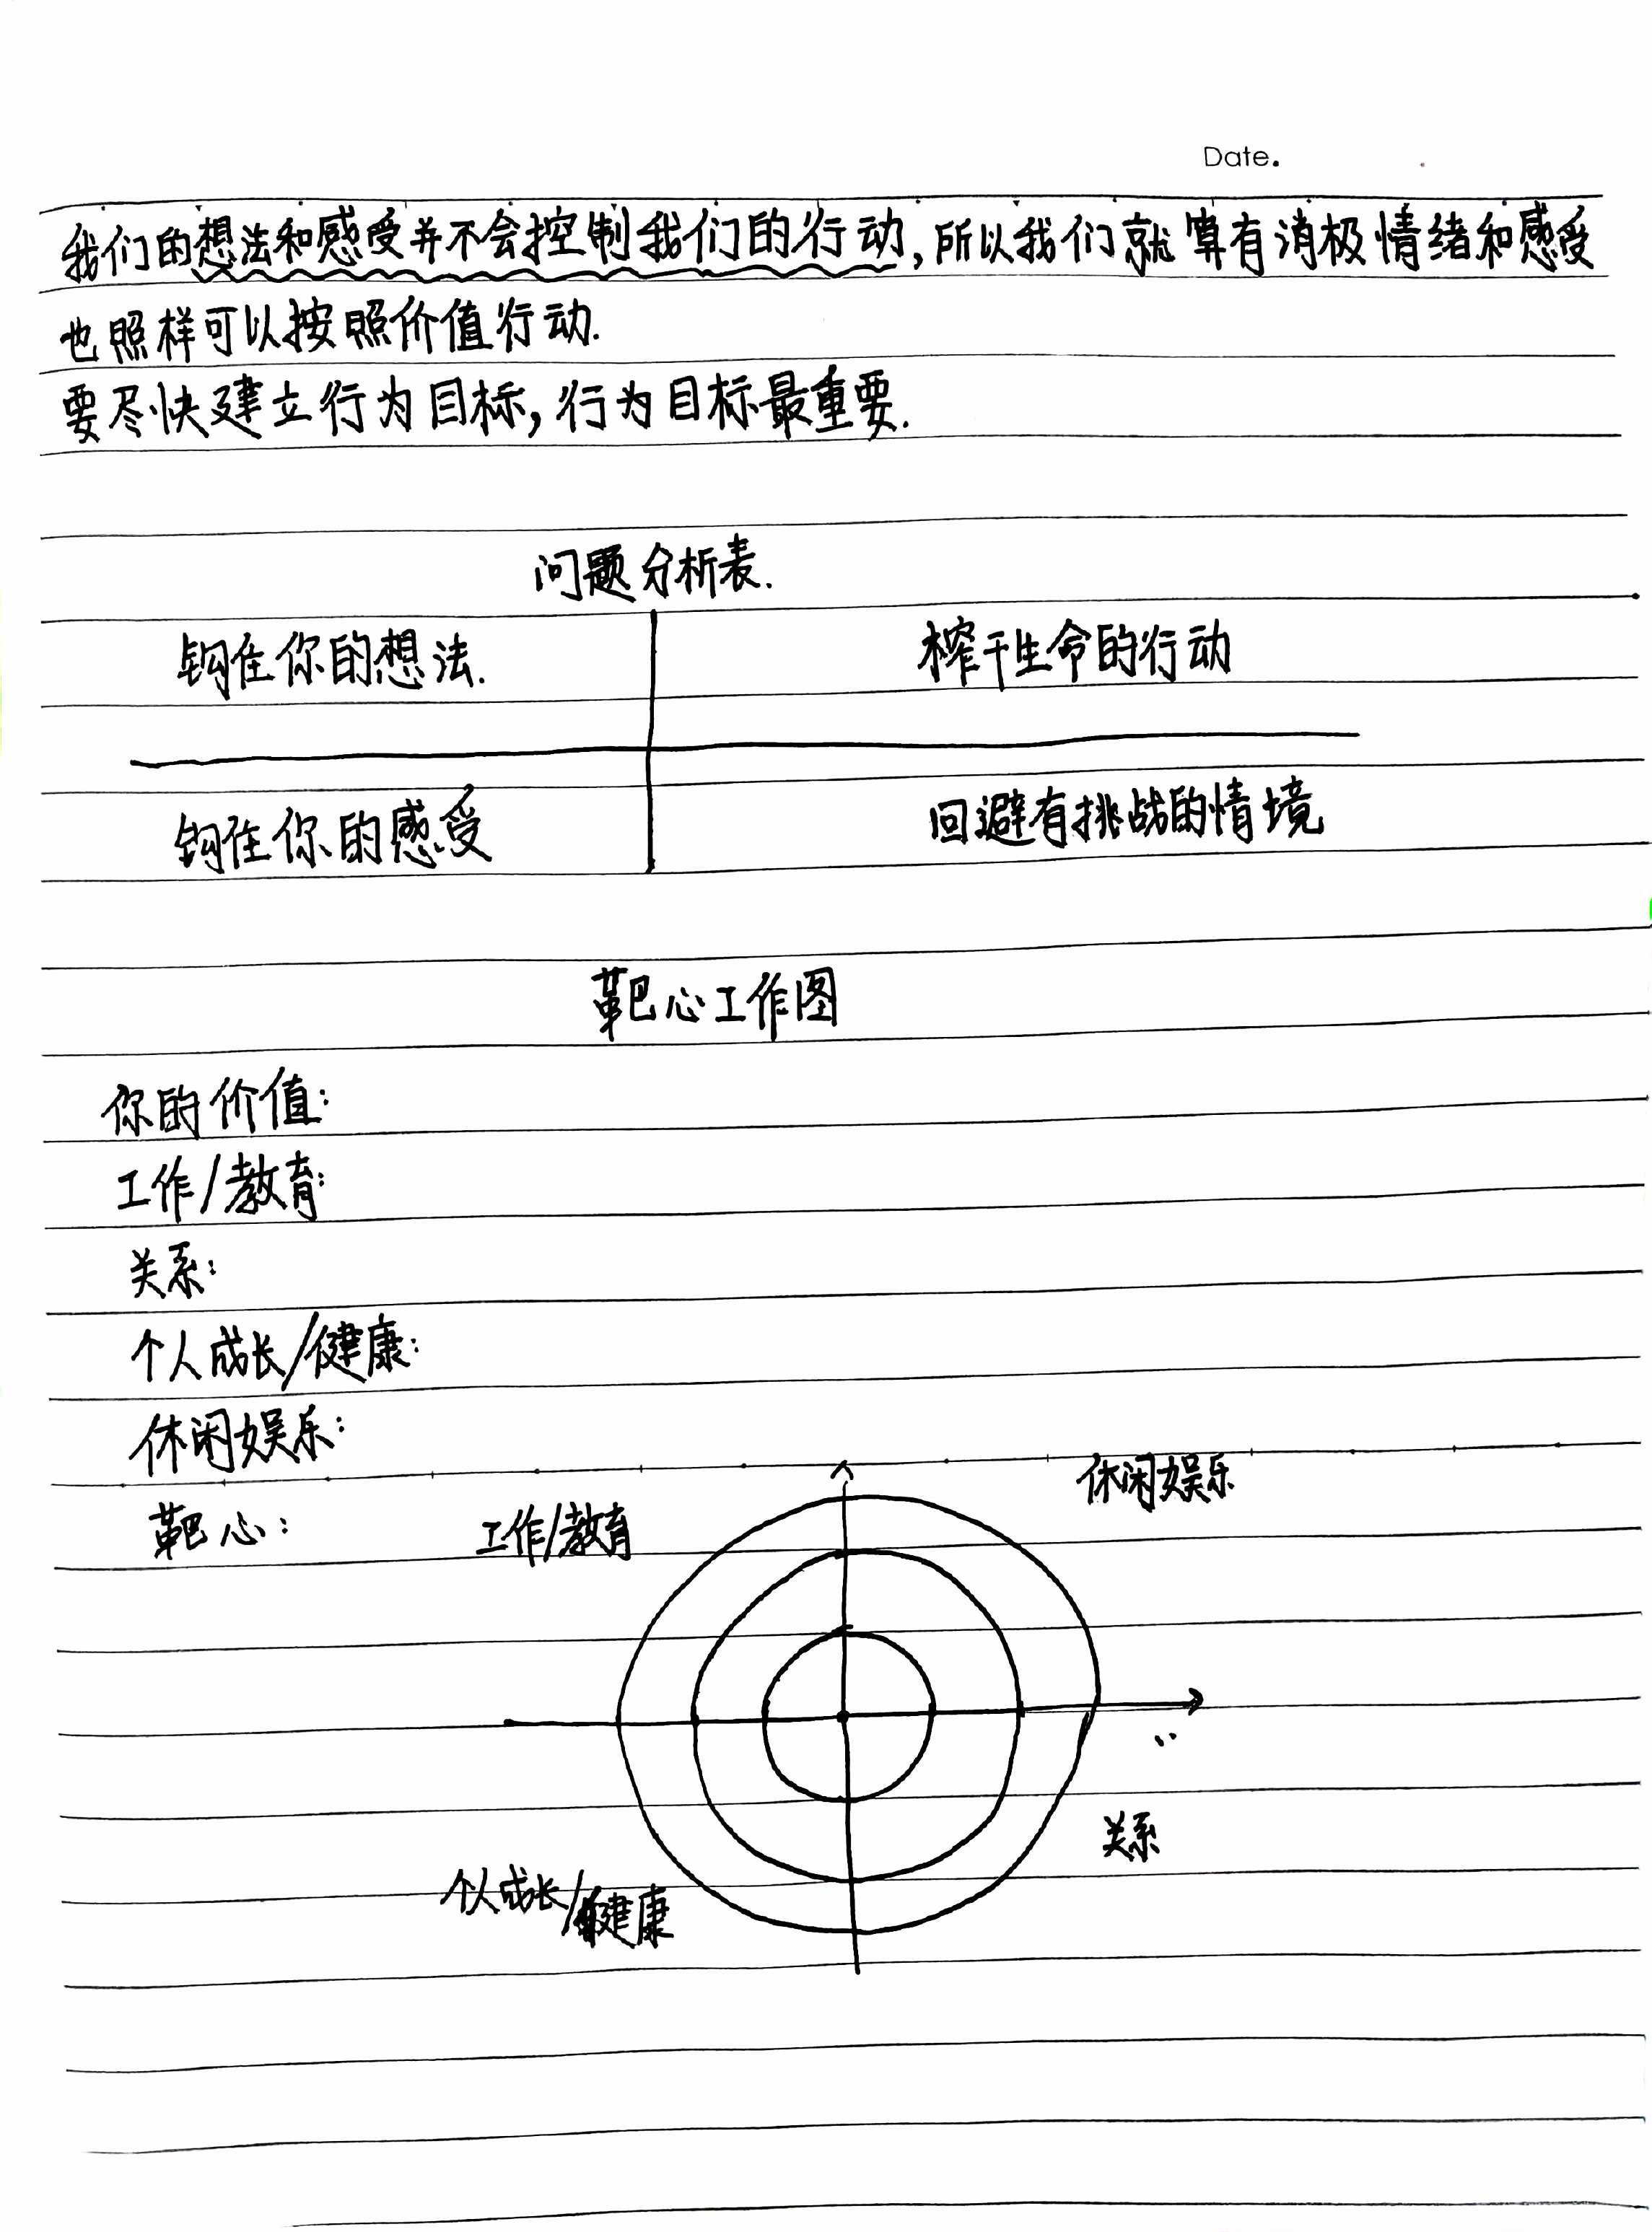 Date.
我们的想法和感受并不会控制我们的行动,所以我们就算有消极情绪和感受
也照样可以按照价值行动.
要尽快建立行为目标,行为目标最重要.
问题分析表.
钩住你的想法. 榨干生命的行动
钩住你的感受 回避有挑战的情境
靶心工作图
你的价值:
工作/教育:
关系:
个人成长/健康:
休闲娱乐:
休闲娱乐
靶心: 工作/教育
关系
个人成长/健康